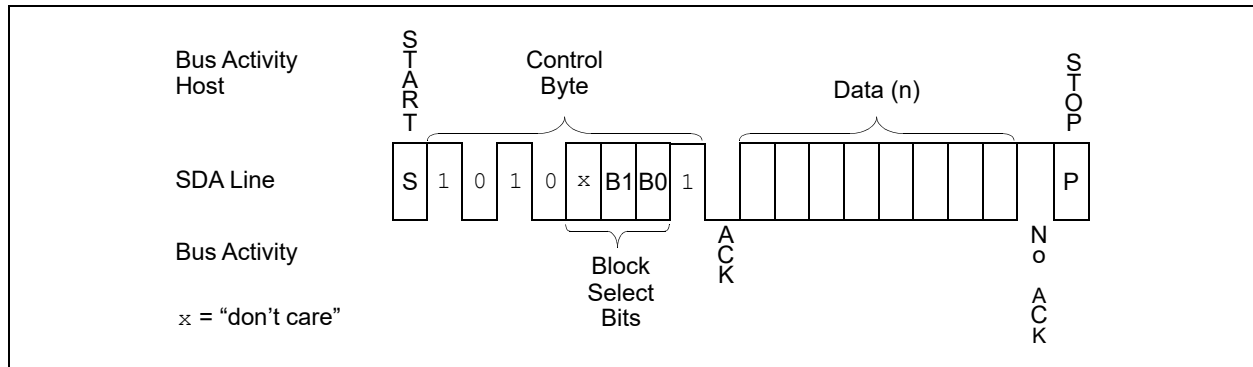 Bus Activity
Host
START
Control
Byte
Data (n)
STOP
SDA Line
S 1 0 1 0 x B1 B0 1 P
Bus Activity
ACK
No ACK
Block
Select
Bits
x = “don’t care”